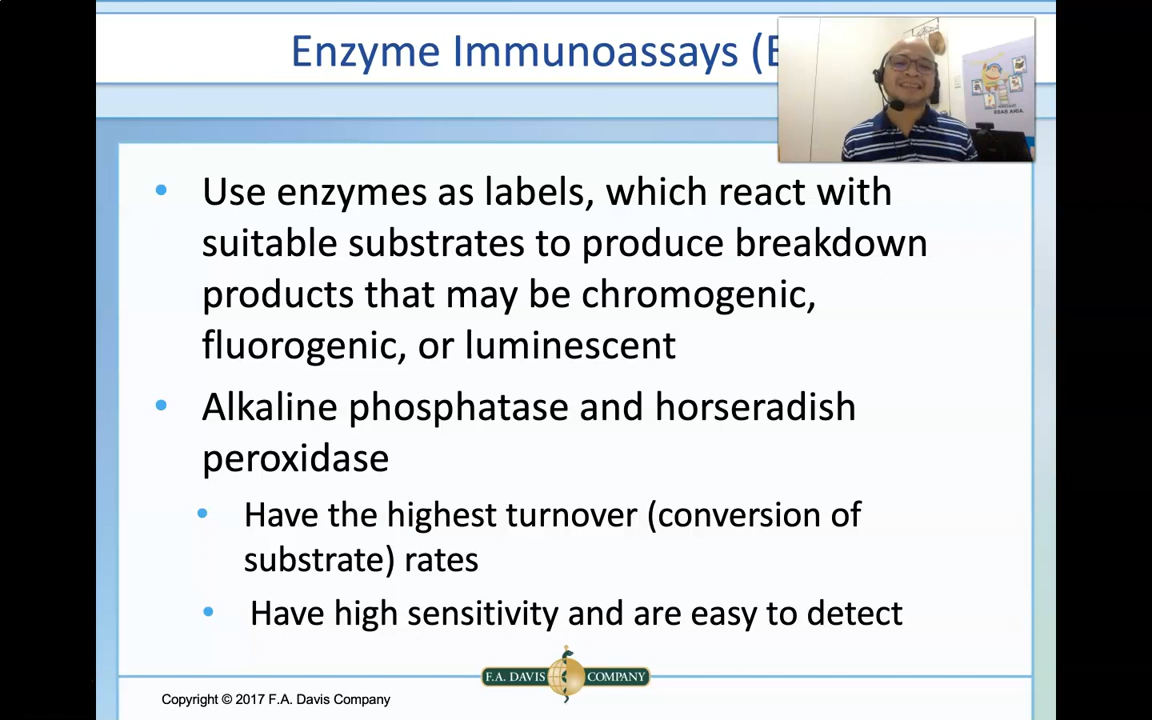 Enzyme Immunoassays (E
Use enzymes as labels, which react with
suitable substrates to produce breakdown
products that may be chromogenic,
fluorogenic, or luminescent
Alkaline phosphatase and horseradish
peroxidase
Have the highest turnover (conversion of
substrate) rates
Have high sensitivity and are easy to detect
F.A. DAVIS COMPANY
Copyright © 2017 F.A. Davis Company